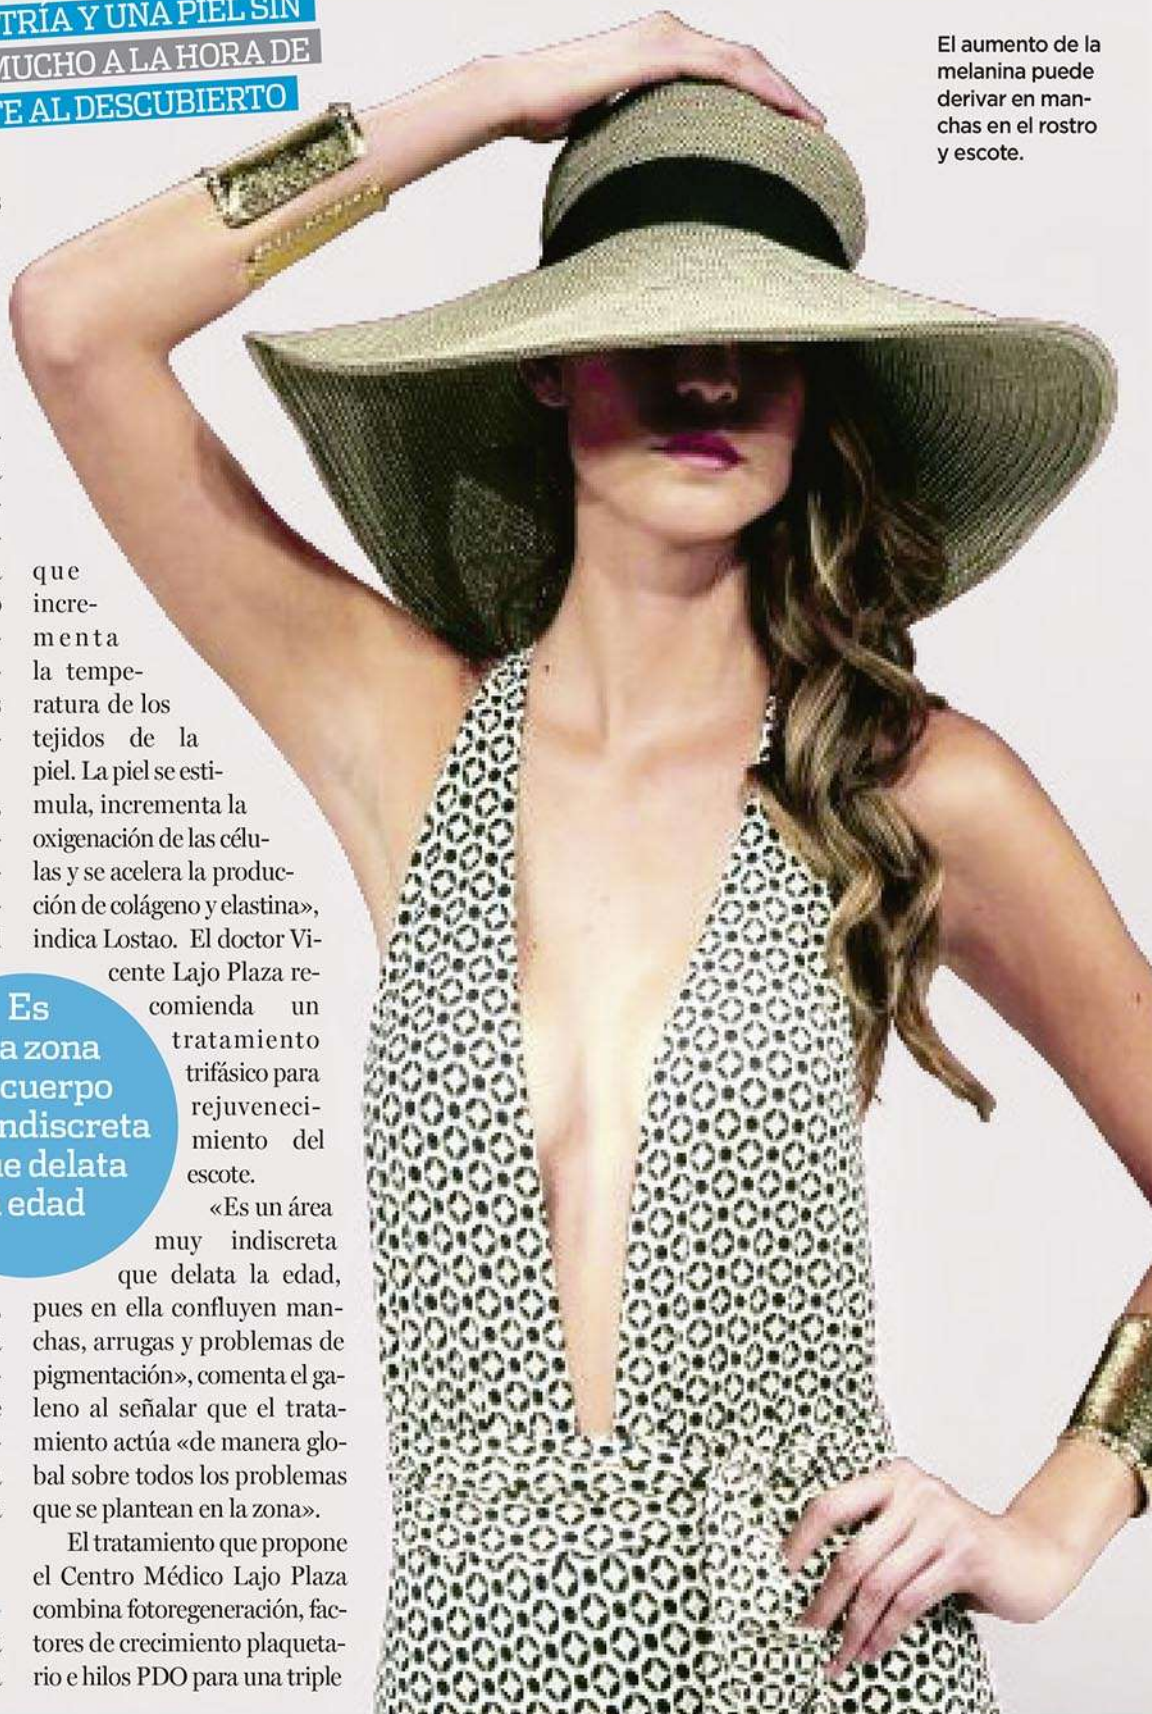 TRÍA Y UNA PIEL SIN
MUCHO A LA HORA DE
TE AL DESCUBIERTO
El aumento de la
melanina puede
derivar en man-
chas en el rostro
y escote.
que
incre-
menta
la tempe-
ratura de los
tejidos de la
piel. La piel se esti-
mula, incrementa la
oxigenación de las célu-
las y se acelera la produc-
ción de colágeno y elastina»,
indica Lostao. El doctor Vi-
cente Lajo Plaza re-
comienda un
tratamiento
trifásico para
rejuveneci-
miento del
escote.
«Es un área
muy indiscreta
que delata la edad,
pues en ella confluyen man-
chas, arrugas y problemas de
pigmentación», comenta el ga-
leno al señalar que el trata-
miento actúa «de manera glo-
bal sobre todos los problemas
que se plantean en la zona».
El tratamiento que propone
el Centro Médico Lajo Plaza
combina fotoregeneración, fac-
tores de crecimiento plaqueta-
rio e hilos PDO para una triple
Es
a zona
cuerpo
ndiscreta
ue delata
edad